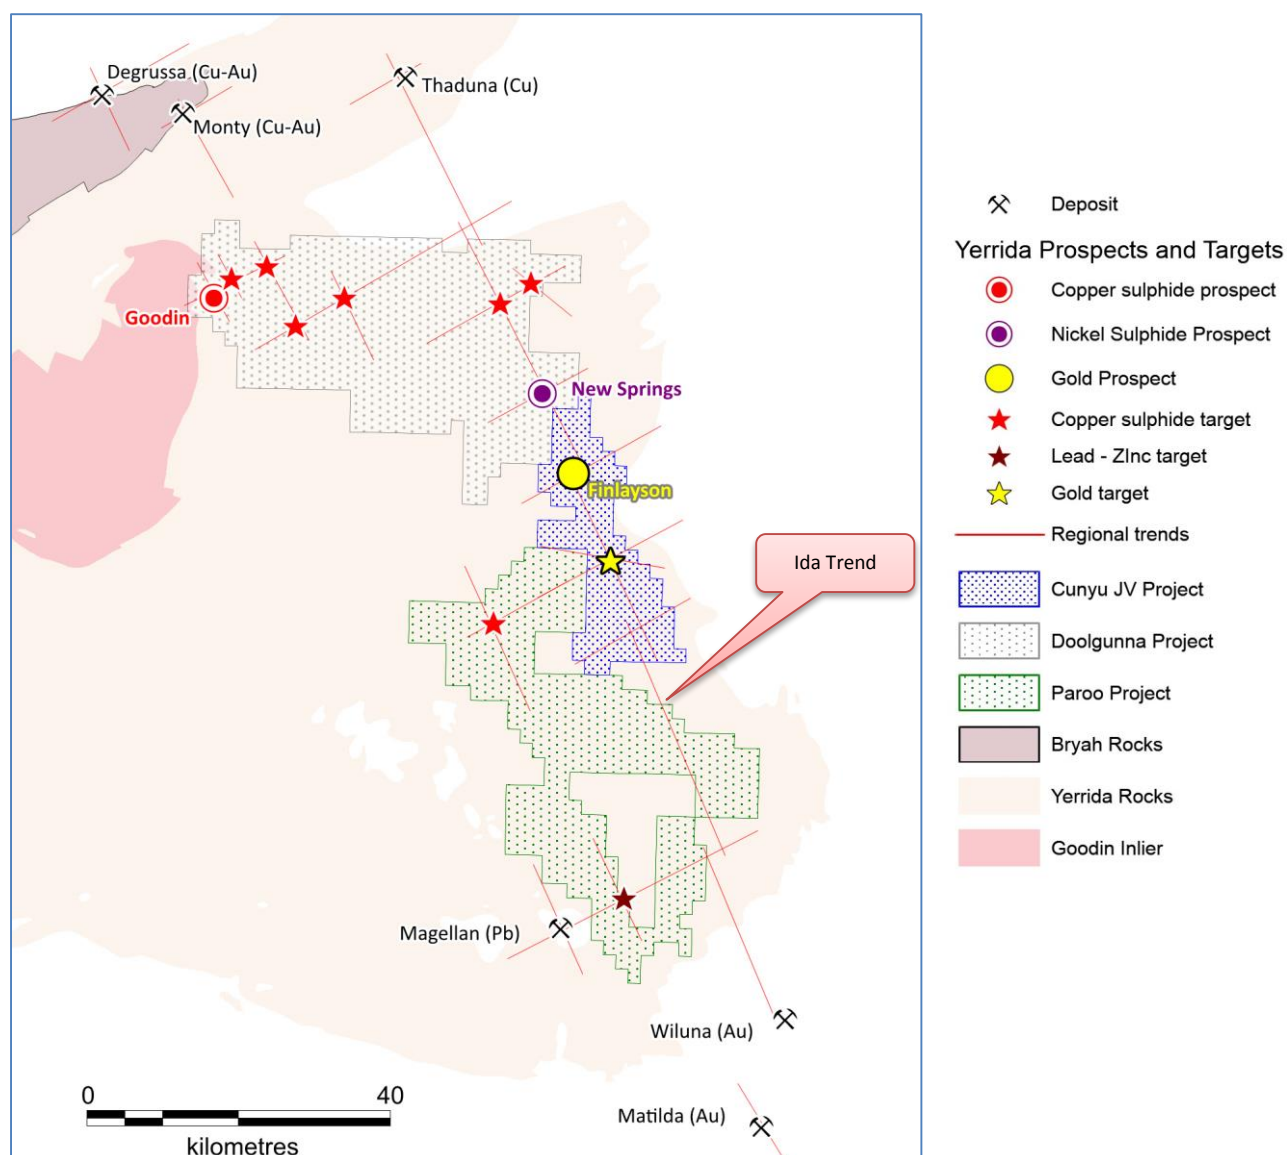 Degrussa (Cu-Au)
Thaduna (Cu)
Monty (Cu-Au)
Goodin
New Springs
Finlayson
Ida Trend
Magellan (Pb)
Wiluna (Au)
Matilda (Au)
0 40
kilometres
Deposit
Yerrida Prospects and Targets
Copper sulphide prospect
Nickel Sulphide Prospect
Gold Prospect
Copper sulphide target
Lead - ZInc target
Gold target
Regional trends
Cunyu JV Project
Doolgunna Project
Paroo Project
Bryah Rocks
Yerrida Rocks
Goodin Inlier